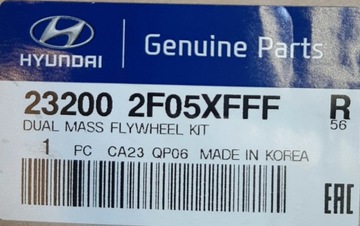 HYUNDAI
Genuine Parts
23200 2F05XFFF R
56
DUAL MASS FLYWHEEL KIT
1 PC CA23 QP06 MADE IN KOREA
EAC